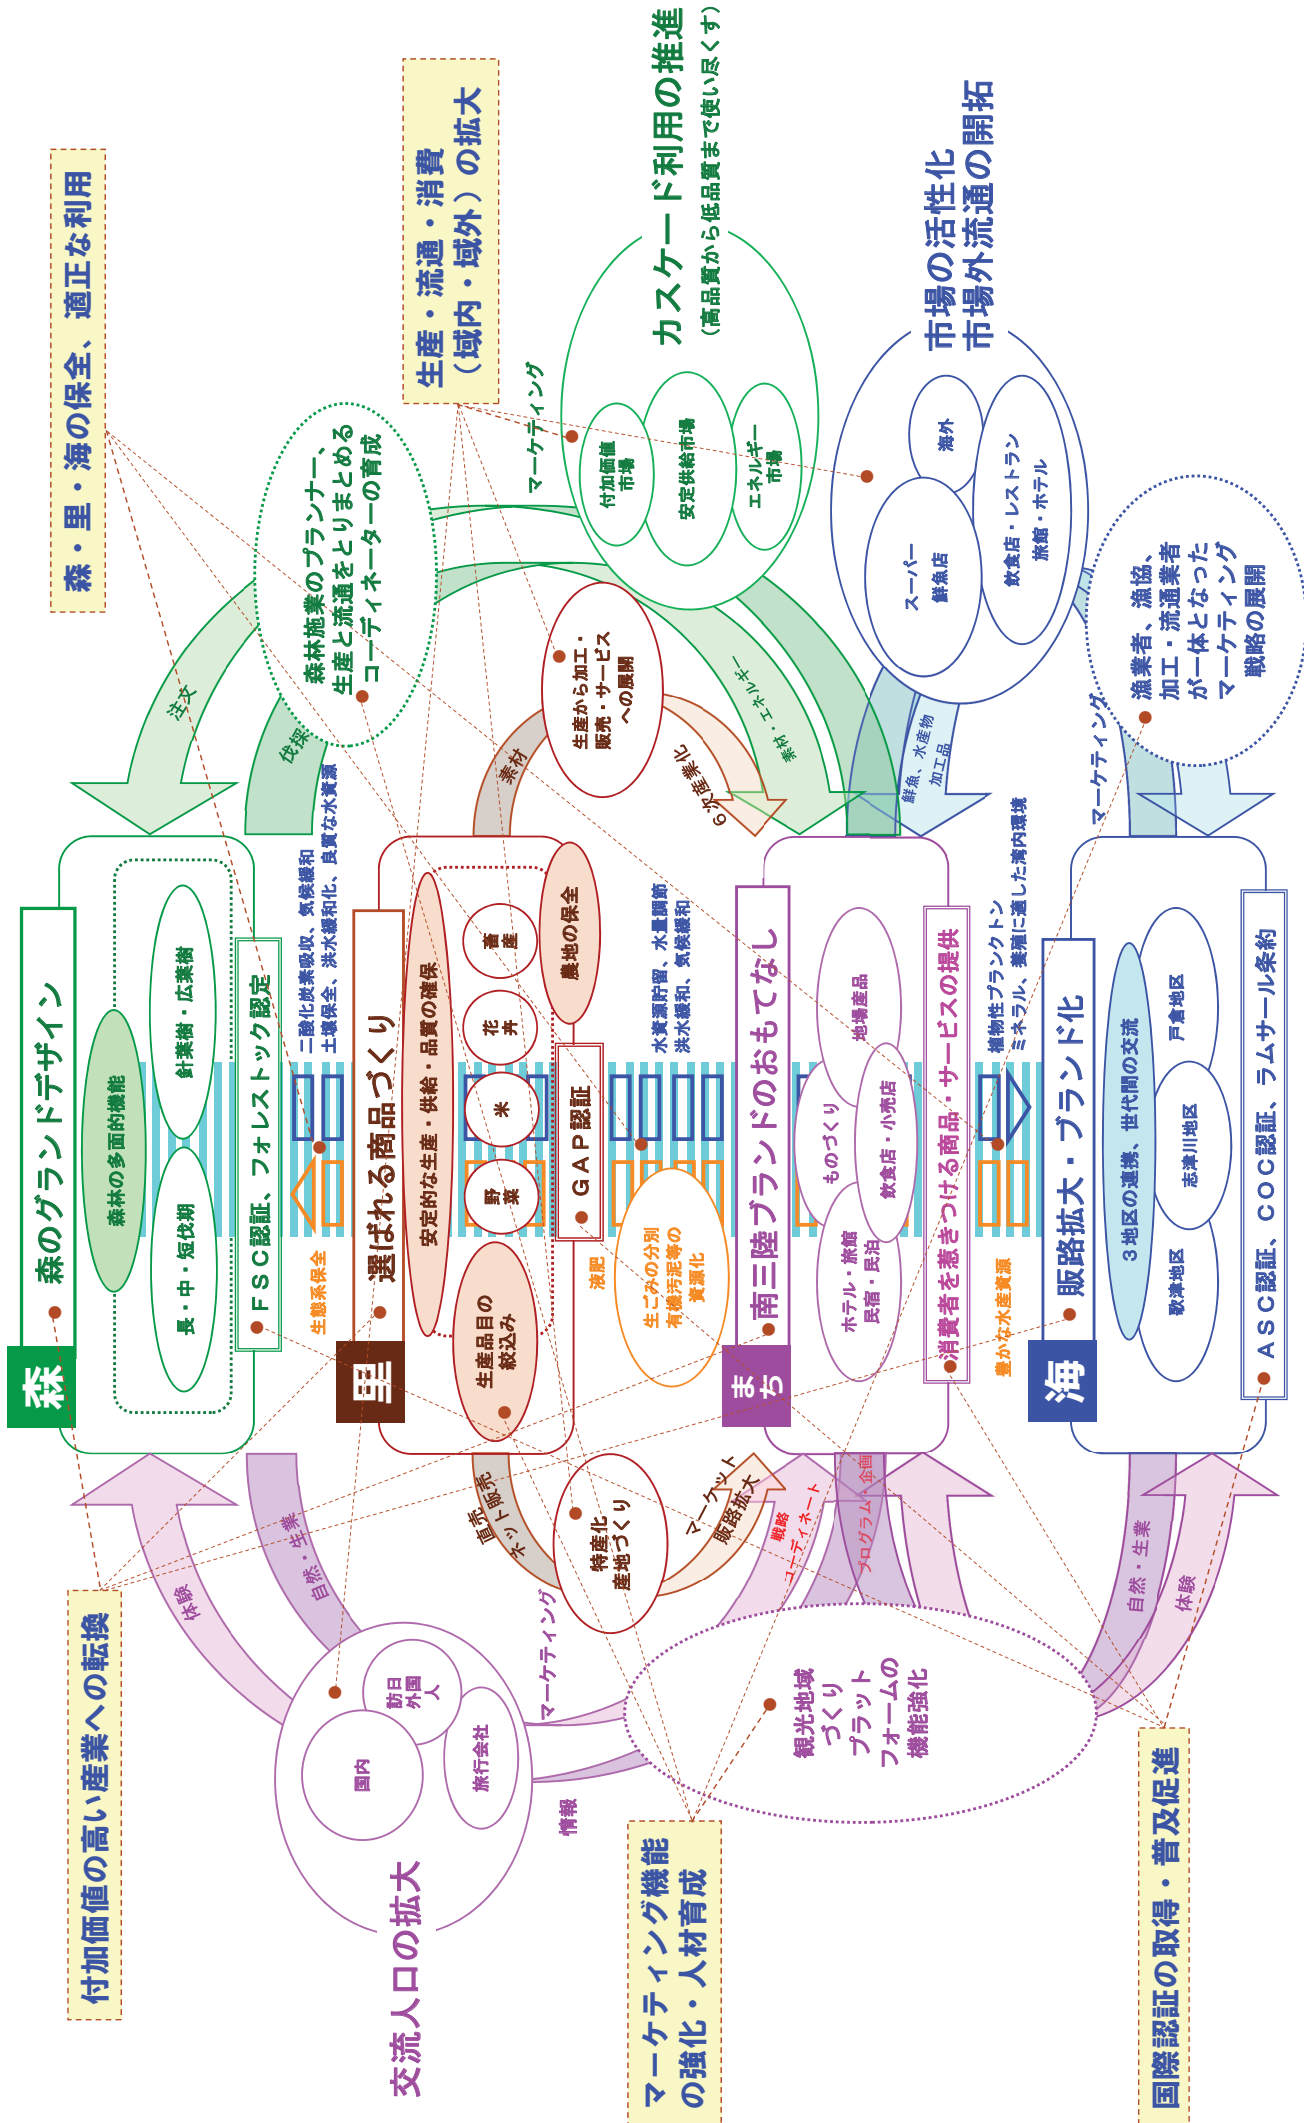 付加価値の高い産業への転換
森・里・海の保全、適正な利用
生産・流通・消費
（域内・域外）の拡大
マーケティング機能
の強化・人材育成
国際認証の取得・普及促進
森
森のグランドデザイン
森林の多面的機能
長・中・短伐期
針葉樹・広葉樹
ＦＳＣ認証、フォレストック認定
注文
伐採
体験
自然・生業
森林施業のプランナー、
生産と流通をとりまとめる
コーディネーターの育成
生態系保全
二酸化炭素吸収、気候緩和
土壌保全、洪水緩和化、良質な水資源
里
選ばれる商品づくり
安定的な生産・供給・品質の確保
生産品目の
絞込み
野
菜
米
花
卉
畜
産
農地の保全
ＧＡＰ認証
直売
ネット販売
特産化
産地づくり
マーケット
販路拡大
素材
生産から加工・
販売・サービス
への展開
６次産業化
液肥
生ごみの分別
有機汚泥等の
資源化
水資源貯留、水量調節
洪水緩和、気候緩和
まち
南三陸ブランドのおもてなし
ものづくり
地場産品
ホテル・旅館
民宿・民泊
飲食店・小売店
消費者を惹きつける商品・サービスの提供
戦略
コーディネート
プログラム・企画
素材・エネルギー
鮮魚、水産物
加工品
豊かな水産資源
植物性プランクトン
ミネラル、養殖に適した湾内環境
海
販路拡大・ブランド化
３地区の連携、世代間の交流
歌津地区
志津川地区
戸倉地区
ＡＳＣ認証、ＣＯＣ認証、ラムサール条約
自然・生業
体験
交流人口の拡大
国内
訪日
外国
人
旅行会社
マーケティング
情報
観光地域
づくり
プラット
フォームの
機能強化
マーケティング
カスケード利用の推進
（高品質から低品質まで使い尽くす）
付加価値
市場
安定供給市場
エネルギー
市場
市場の活性化
市場外流通の開拓
スーパー
鮮魚店
海外
飲食店・レストラン
旅館・ホテル
マーケティング
漁業者、漁協、
加工・流通業者
が一体となった
マーケティング
戦略の展開